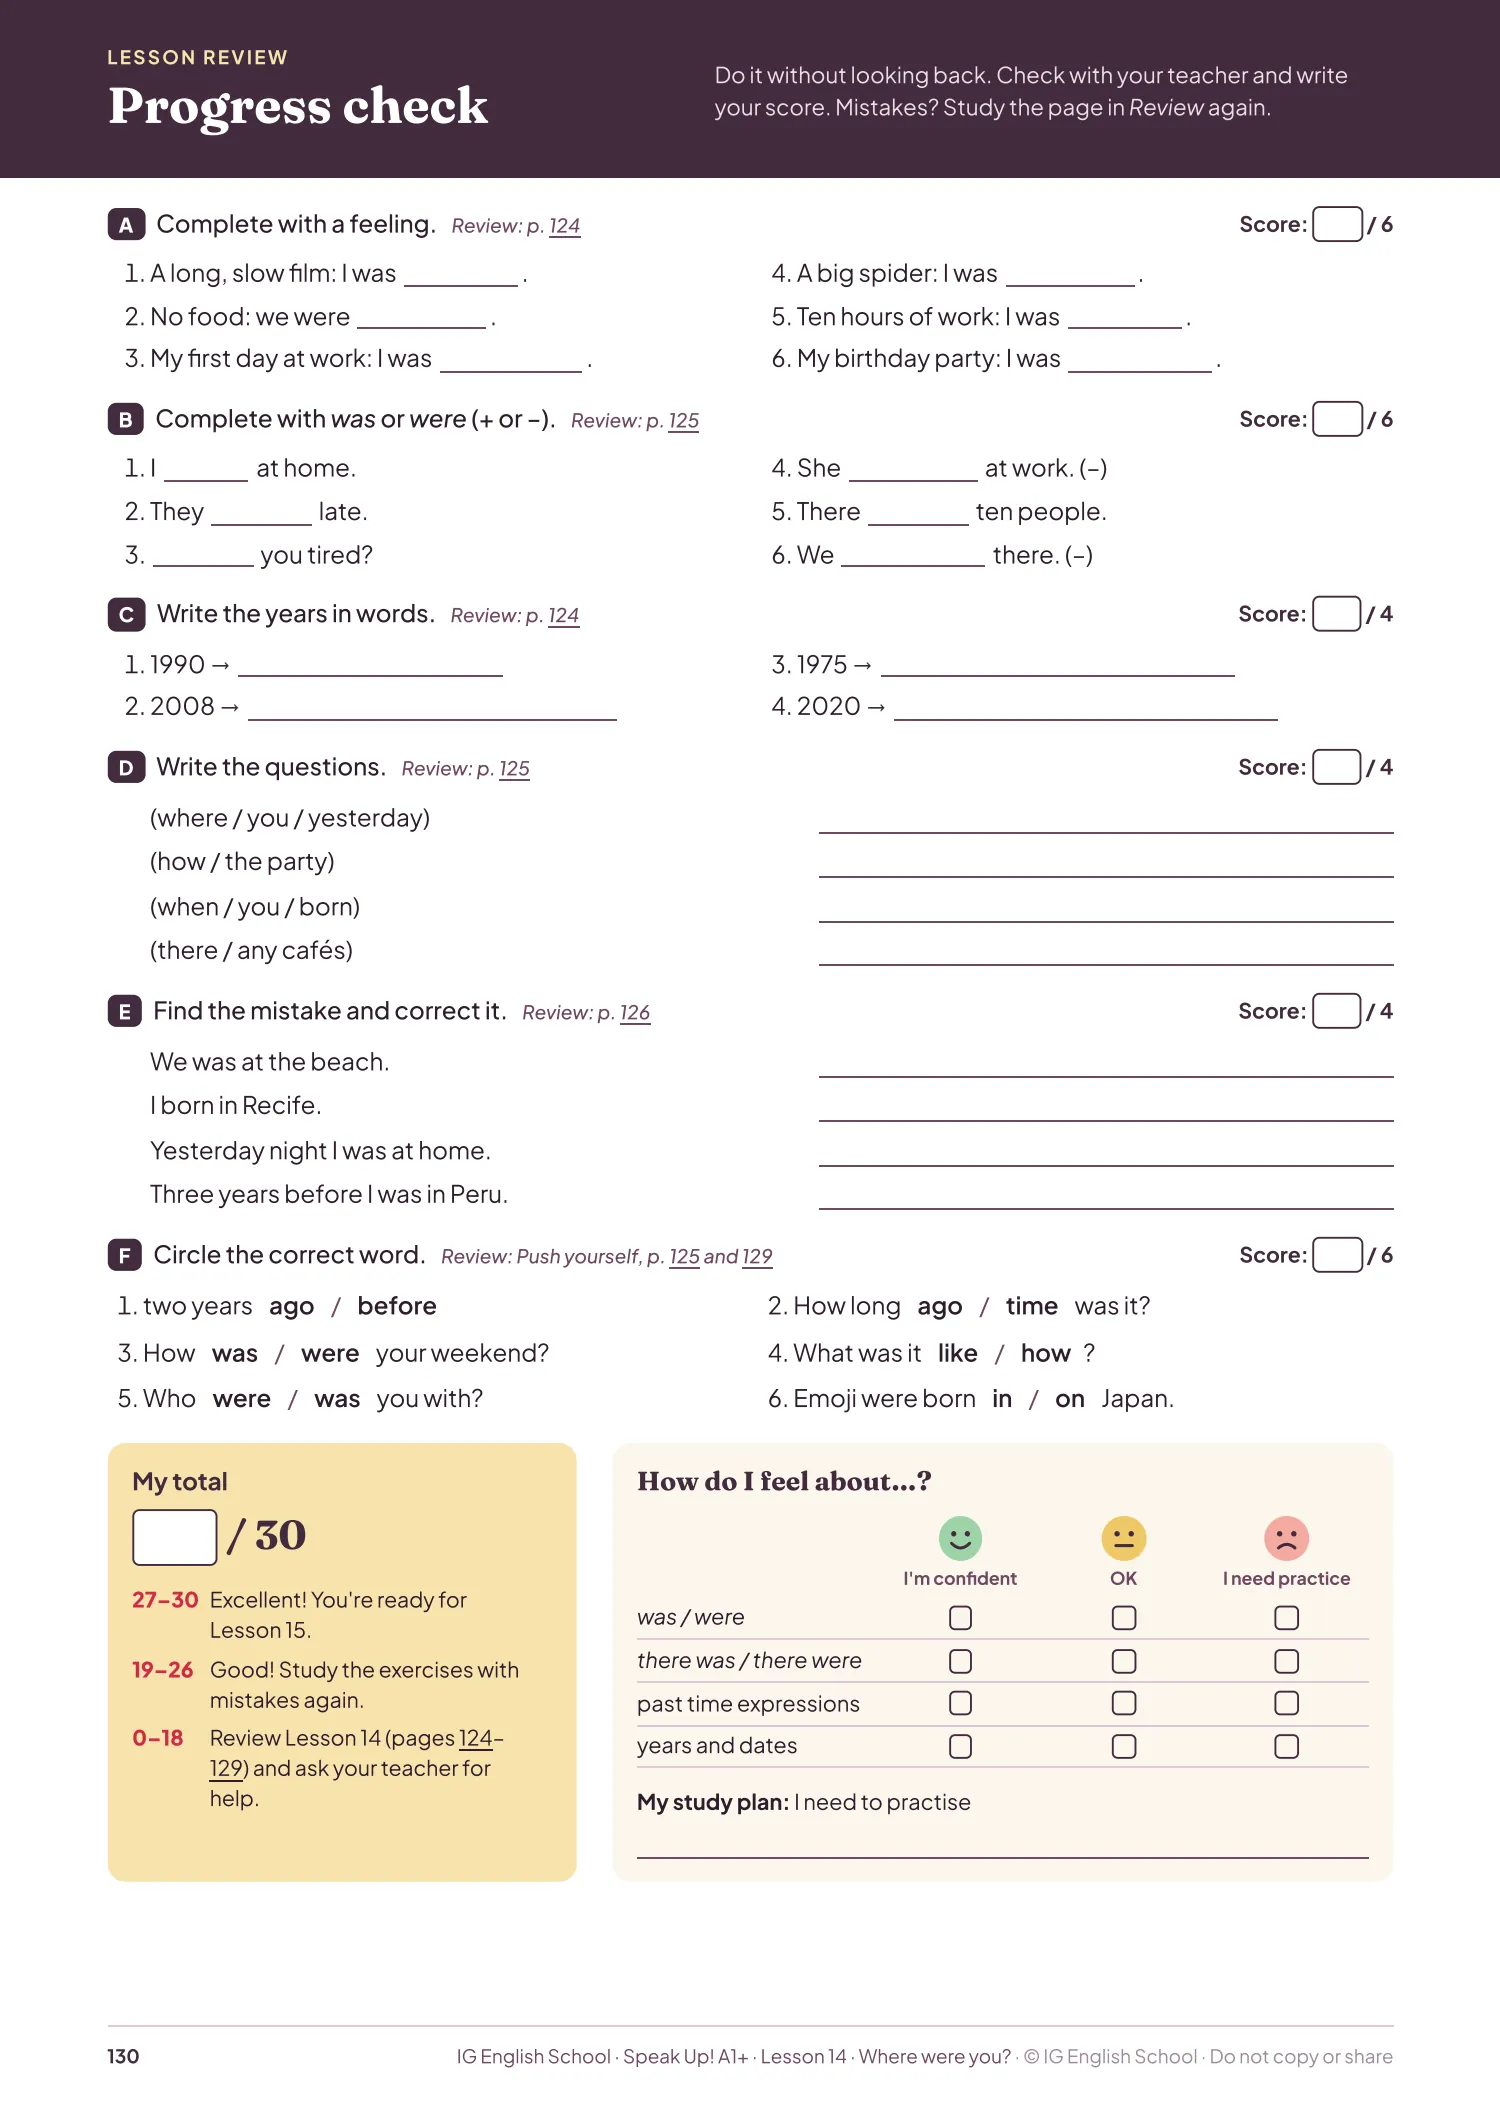 LESSON REVIEW
Progress check
Do it without looking back. Check with your teacher and write
your score. Mistakes? Study the page in Review again.
A Complete with a feeling. Review: p. 124 Score: / 6
1. A long, slow film: I was ________ .
2. No food: we were ________ .
3. My first day at work: I was ________ .
4. A big spider: I was ________ .
5. Ten hours of work: I was ________ .
6. My birthday party: I was ________ .
B Complete with was or were (+ or –). Review: p. 125 Score: / 6
1. I ________ at home.
2. They ________ late.
3. ________ you tired?
4. She ________ at work. (–)
5. There ________ ten people.
6. We ________ there. (–)
C Write the years in words. Review: p. 124 Score: / 4
1. 1990 → ________
2. 2008 → ________
3. 1975 → ________
4. 2020 → ________
D Write the questions. Review: p. 125 Score: / 4
(where / you / yesterday)
(how / the party)
(when / you / born)
(there / any cafés)
E Find the mistake and correct it. Review: p. 126 Score: / 4
We was at the beach.
I born in Recife.
Yesterday night I was at home.
Three years before I was in Peru.
F Circle the correct word. Review: Push yourself, p. 125 and 129 Score: / 6
1. two years ago / before
2. How long ago / time was it?
3. How was / were your weekend?
4. What was it like / how ?
5. Who were / was you with?
6. Emoji were born in / on Japan.
My total
/ 30
27–30 Excellent! You're ready for
Lesson 15.
19–26 Good! Study the exercises with
mistakes again.
0–18 Review Lesson 14 (pages 124–
129) and ask your teacher for
help.
How do I feel about...?
I'm confident OK I need practice
was / were
there was / there were
past time expressions
years and dates
My study plan: I need to practise
130 IG English School · Speak Up! A1+ · Lesson 14 · Where were you? · © IG English School · Do not copy or share